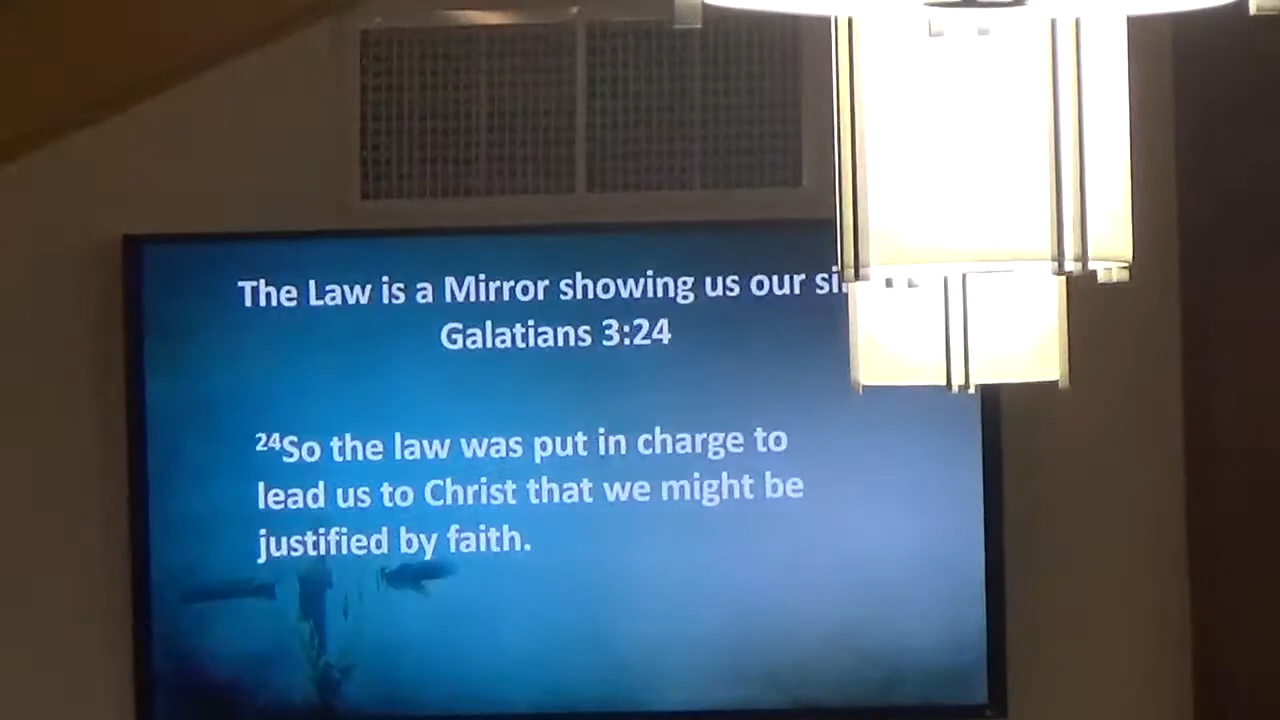 The Law is a Mirror showing us our
Galatians 3:24
24So the law was put in charge to
lead us to Christ that we might be
justified by faith.